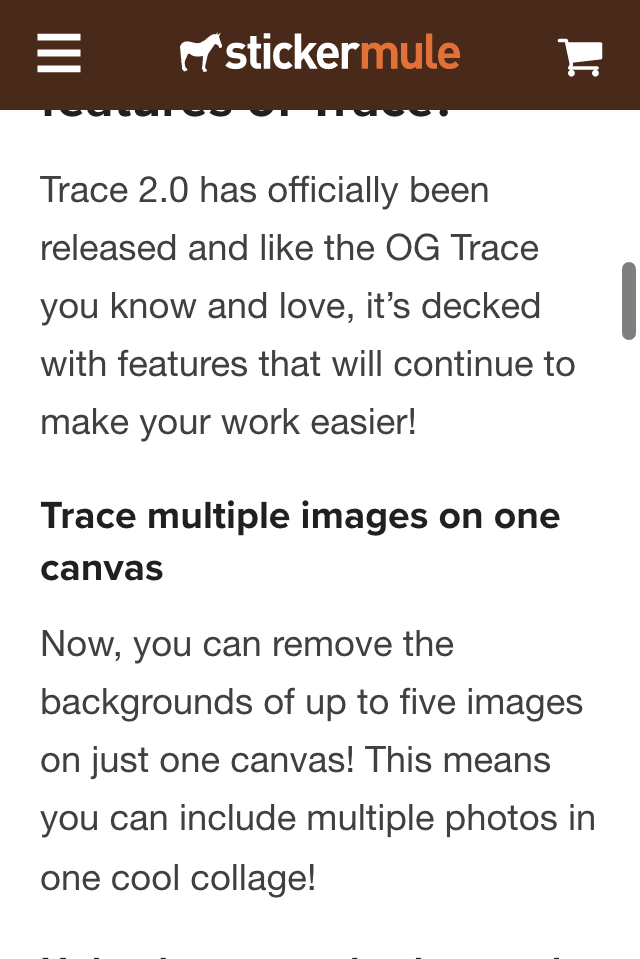 stickermule
features of Trace?
Trace 2.0 has officially been
released and like the OG Trace
you know and love, it’s decked
with features that will continue to
make your work easier!
Trace multiple images on one
canvas
Now, you can remove the
backgrounds of up to five images
on just one canvas! This means
you can include multiple photos in
one cool collage!